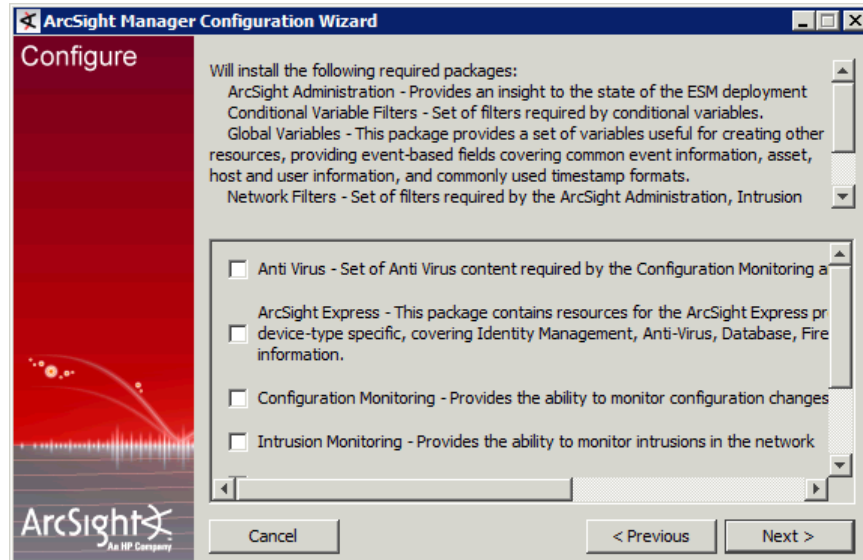 ArcSight Manager Configuration Wizard
Configure
Will install the following required packages:
ArcSight Administration - Provides an insight to the state of the ESM deployment
Conditional Variable Filters - Set of filters required by conditional variables.
Global Variables - This package provides a set of variables useful for creating other
resources, providing event-based fields covering common event information, asset,
host and user information, and commonly used timestamp formats.
Network Filters - Set of filters required by the ArcSight Administration, Intrusion
Anti Virus - Set of Anti Virus content required by the Configuration Monitoring a
ArcSight Express - This package contains resources for the ArcSight Express pr
device-type specific, covering Identity Management, Anti-Virus, Database, Fire
information.
Configuration Monitoring - Provides the ability to monitor configuration changes
Intrusion Monitoring - Provides the ability to monitor intrusions in the network
ArcSight
An HP Company
Cancel
< Previous
Next >